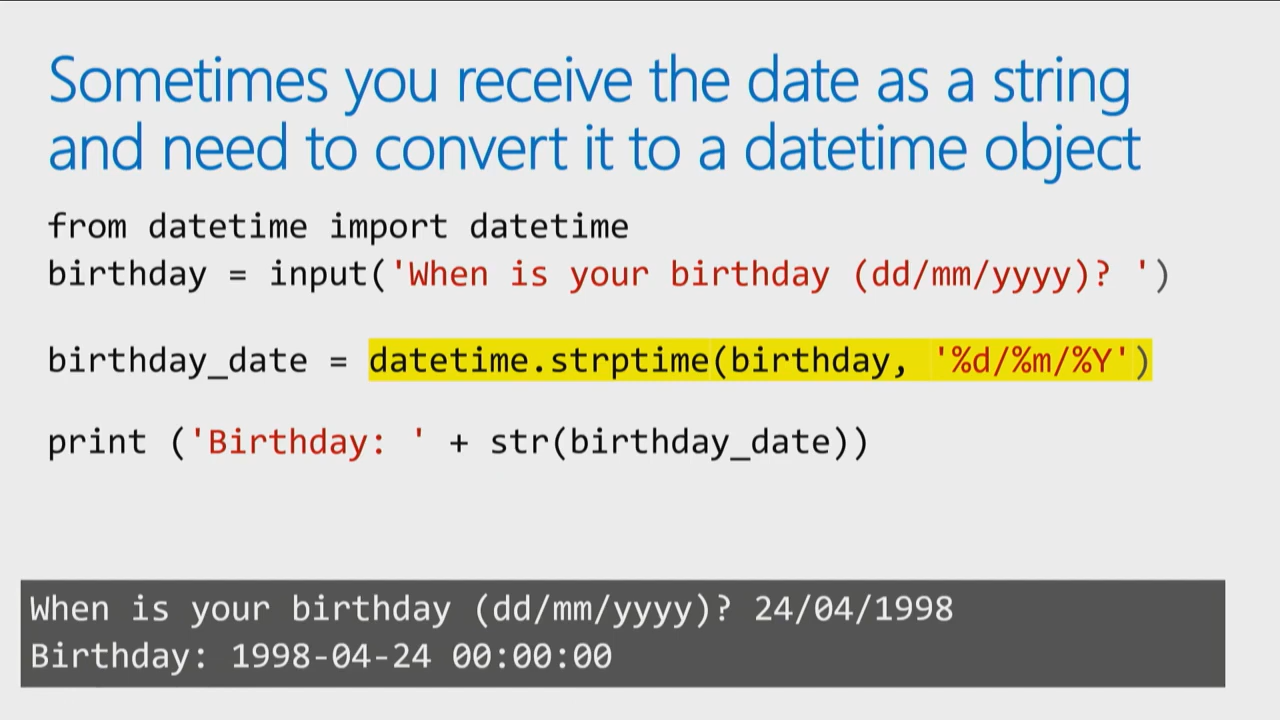 Sometimes you receive the date as a string
and need to convert it to a datetime object
from datetime import datetime
birthday = input('When is your birthday (dd/mm/yyyy)? ')
birthday_date = datetime.strptime(birthday, '%d/%m/%Y')
print ('Birthday: ' + str(birthday_date))
When is your birthday (dd/mm/yyyy)? 24/04/1998
Birthday: 1998-04-24 00:00:00